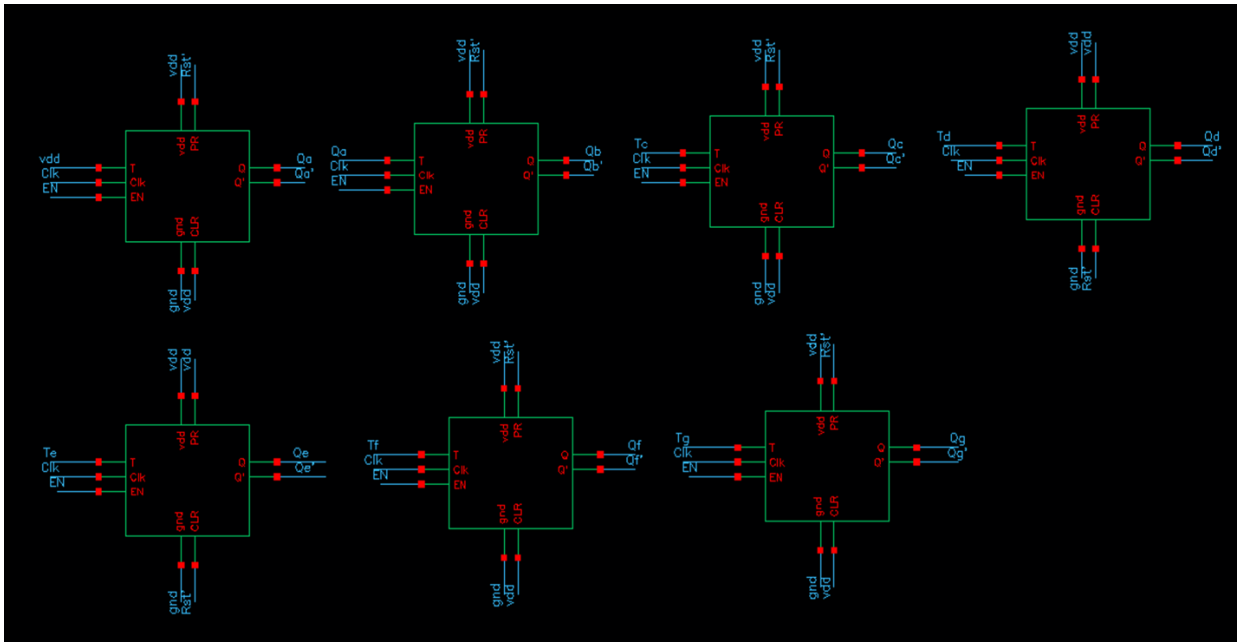 vdd Rst'
vdd PR
vdd T Q Qa
Clk Clk Q' Qa'
EN EN
gnd CLR
gnd vdd
vdd Rst'
vdd PR
Qa T Q Qb
Clk Clk Q' Qb'
EN EN
gnd CLR
gnd vdd
vdd Rst'
vdd PR
Tc T Q Qc
Clk Clk Q' Qc'
EN EN
gnd CLR
gnd vdd
vdd vdd
vdd PR
Td T Q Qd
Clk Clk Q' Qd'
EN EN
gnd CLR
gnd Rst'
vdd vdd
vdd PR
Te T Q Qe
Clk Clk Q' Qe'
EN EN
gnd CLR
gnd Rst'
vdd Rst'
vdd PR
Tf T Q Qf
Clk Clk Q' Qf'
EN EN
gnd CLR
gnd vdd
vdd Rst'
vdd PR
Tg T Q Qg
Clk Clk Q' Qg'
EN EN
gnd CLR
gnd vdd